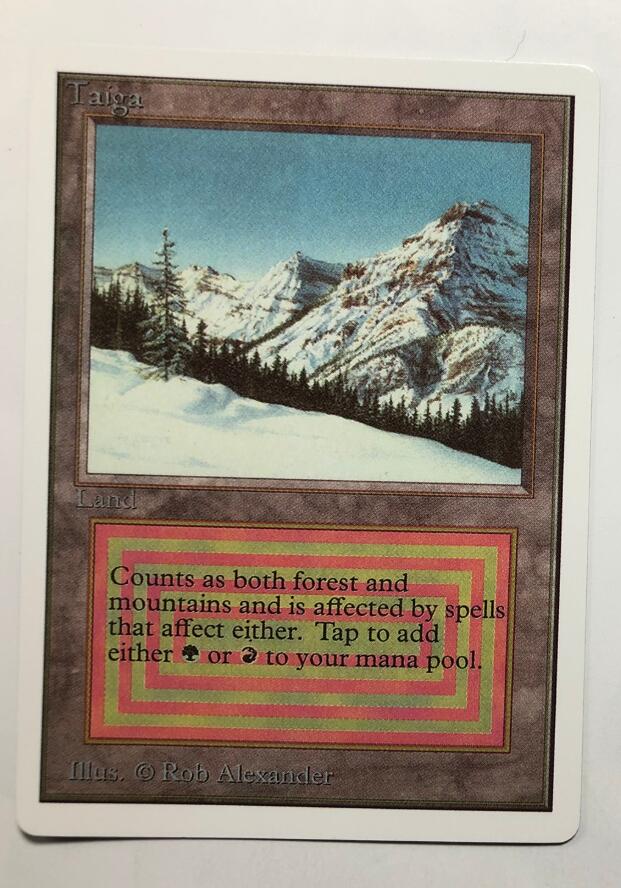 Taiga
Land
Counts as both forest and
mountains and is affected by spells
that affect either. Tap to add
either or to your mana pool.
Illus. © Rob Alexander